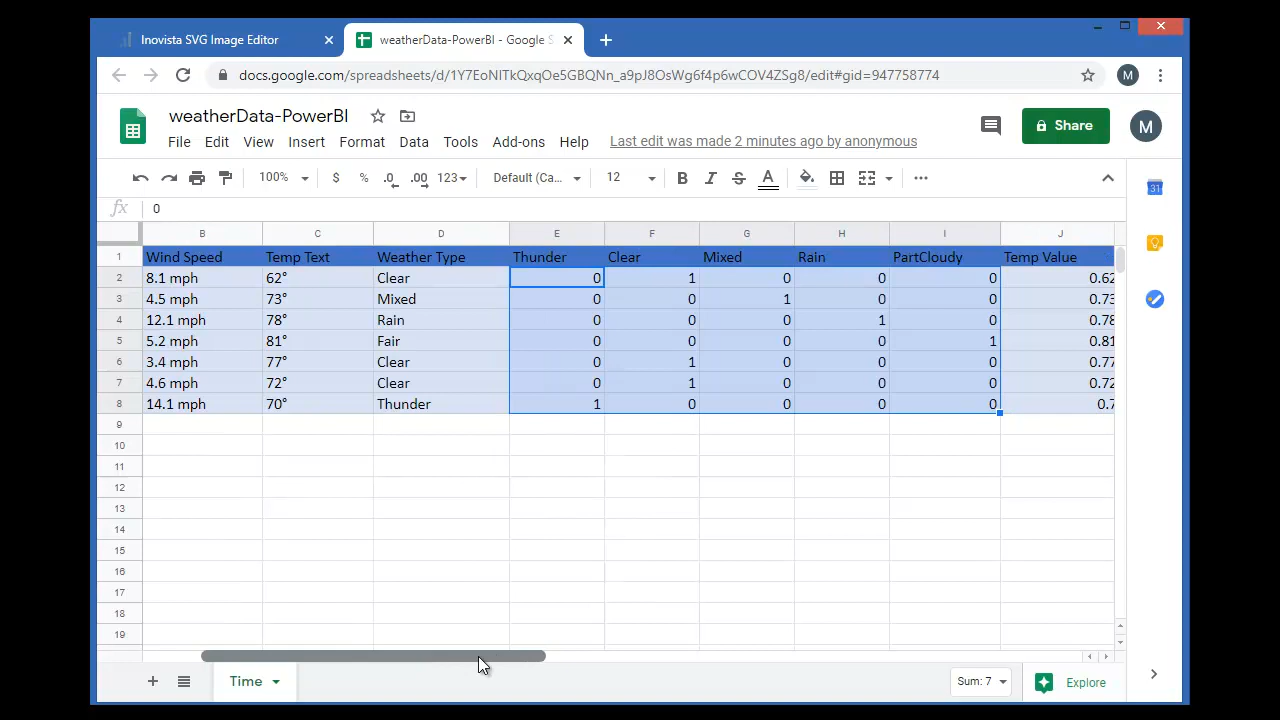 Inovista SVG Image Editor
weatherData-PowerBI - Google S
docs.google.com/spreadsheets/d/1Y7EoNITkQxqOe5GBQNn_a9pJ8OsWg6f4p6wCOV4ZSg8/edit#gid=947758774
M
weatherData-PowerBI
Share
M
File Edit View Insert Format Data Tools Add-ons Help Last edit was made 2 minutes ago by anonymous
100% $ % .0 .00 123 Default (Ca... 12 B I S A
31
fx 0
B C D E F G H I J
1 Wind Speed Temp Text Weather Type Thunder Clear Mixed Rain PartCloudy Temp Value
2 8.1 mph 62° Clear 0 1 0 0 0 0.62
3 4.5 mph 73° Mixed 0 0 1 0 0 0.73
4 12.1 mph 78° Rain 0 0 0 1 0 0.78
5 5.2 mph 81° Fair 0 0 0 0 1 0.81
6 3.4 mph 77° Clear 0 1 0 0 0 0.77
7 4.6 mph 72° Clear 0 1 0 0 0 0.72
8 14.1 mph 70° Thunder 1 0 0 0 0 0.7
9
10
11
12
13
14
15
16
17
18
19
Time Sum: 7 Explore